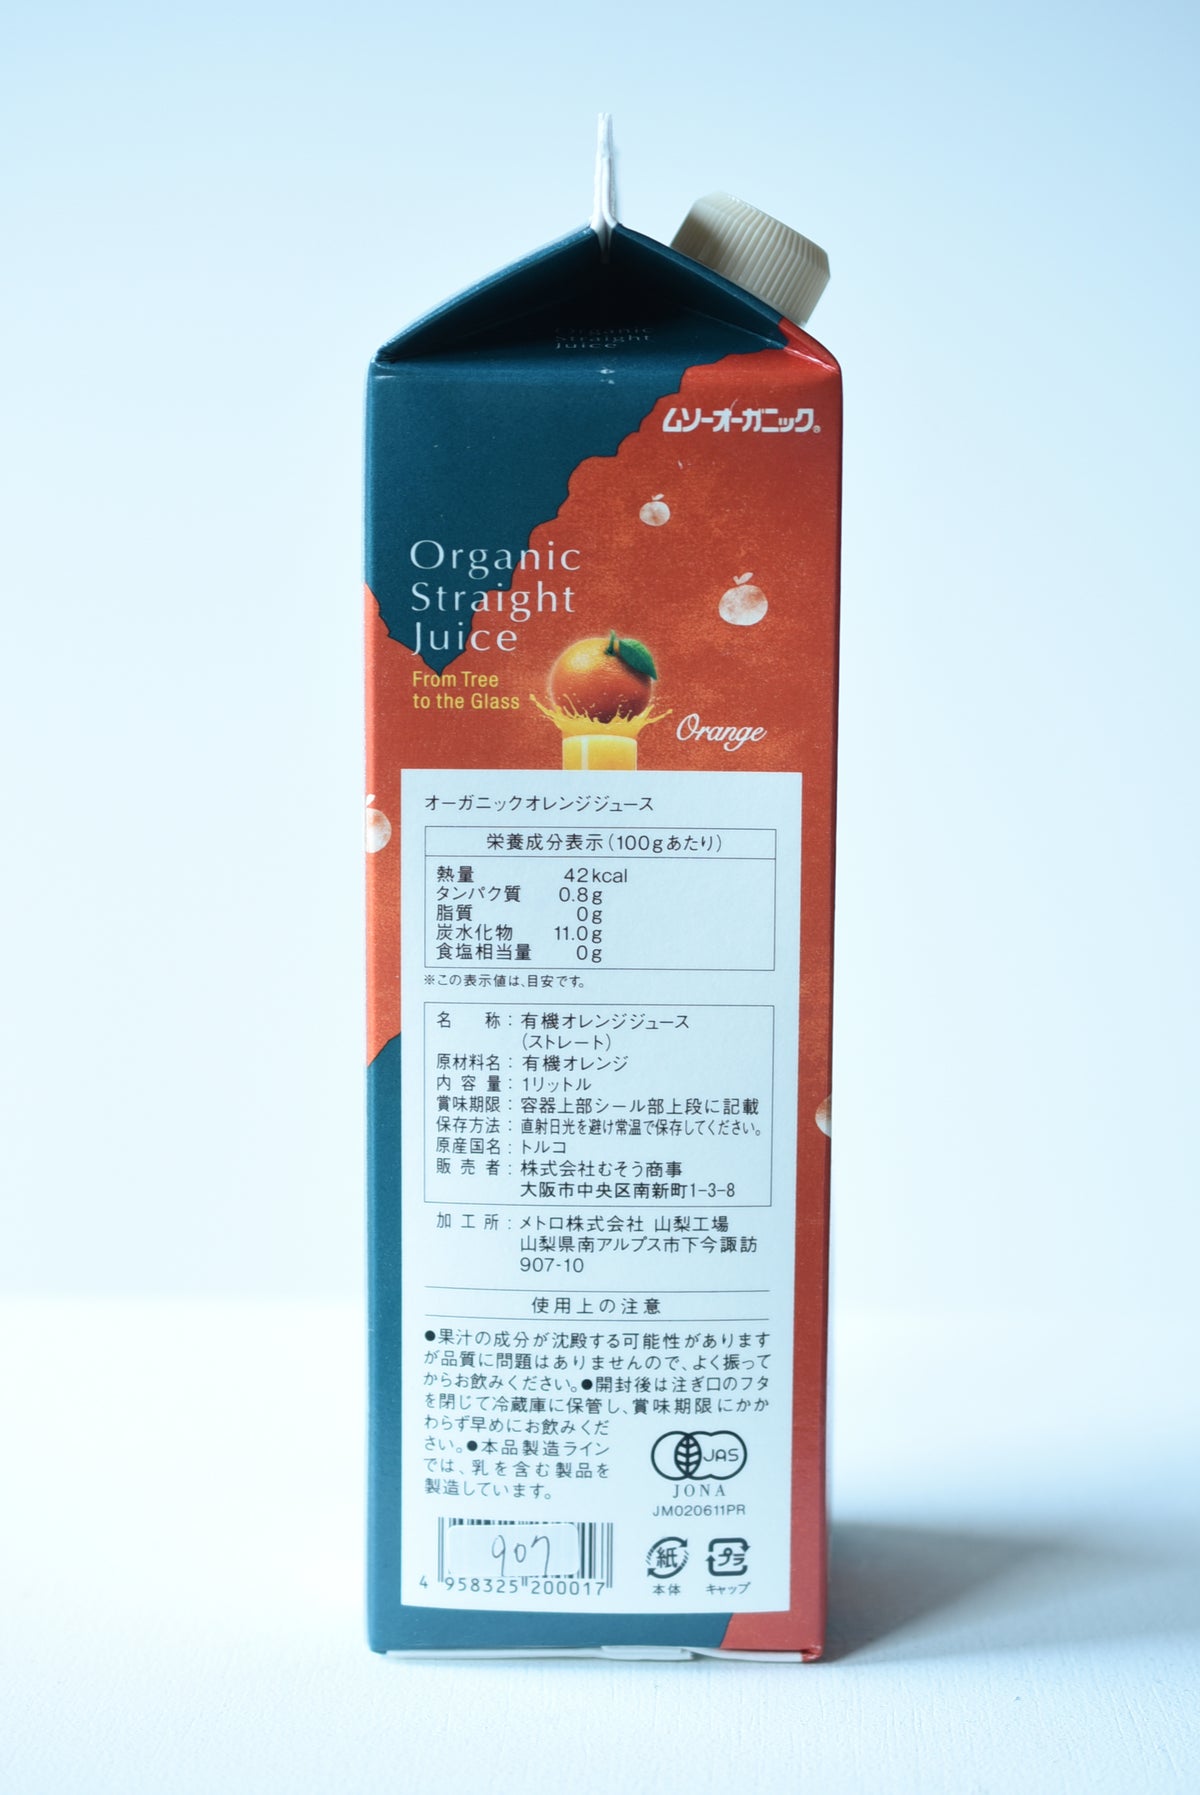 Organic
Straight
Juice
ムソーオーガニック®
Organic
Straight
Juice
From Tree
to the Glass
Orange
オーガニックオレンジジュース
栄養成分表示(100gあたり)
熱量 42kcal
タンパク質 0.8g
脂質 0g
炭水化物 11.0g
食塩相当量 0g
※この表示値は、目安です。
名称:有機オレンジジュース
(ストレート)
原材料名:有機オレンジ
内容量:1リットル
賞味期限:容器上部シール部上段に記載
保存方法:直射日光を避け常温で保存してください。
原産国名:トルコ
販売者:株式会社むそう商事
大阪市中央区南新町1-3-8
加工所:メトロ株式会社 山梨工場
山梨県南アルプス市下今諏訪
907-10
使用上の注意
●果汁の成分が沈殿する可能性があります
が品質に問題はありませんので、よく振って
からお飲みください。●開封後は注ぎ口のフタ
を閉じて冷蔵庫に保管し、賞味期限にかか
わらず早めにお飲みくだ
さい。●本品製造ライン
では、乳を含む製品を
製造しています。
JAS
JONA
JM020611PR
907
4 958325 200017
紙
本体
プラ
キャップ